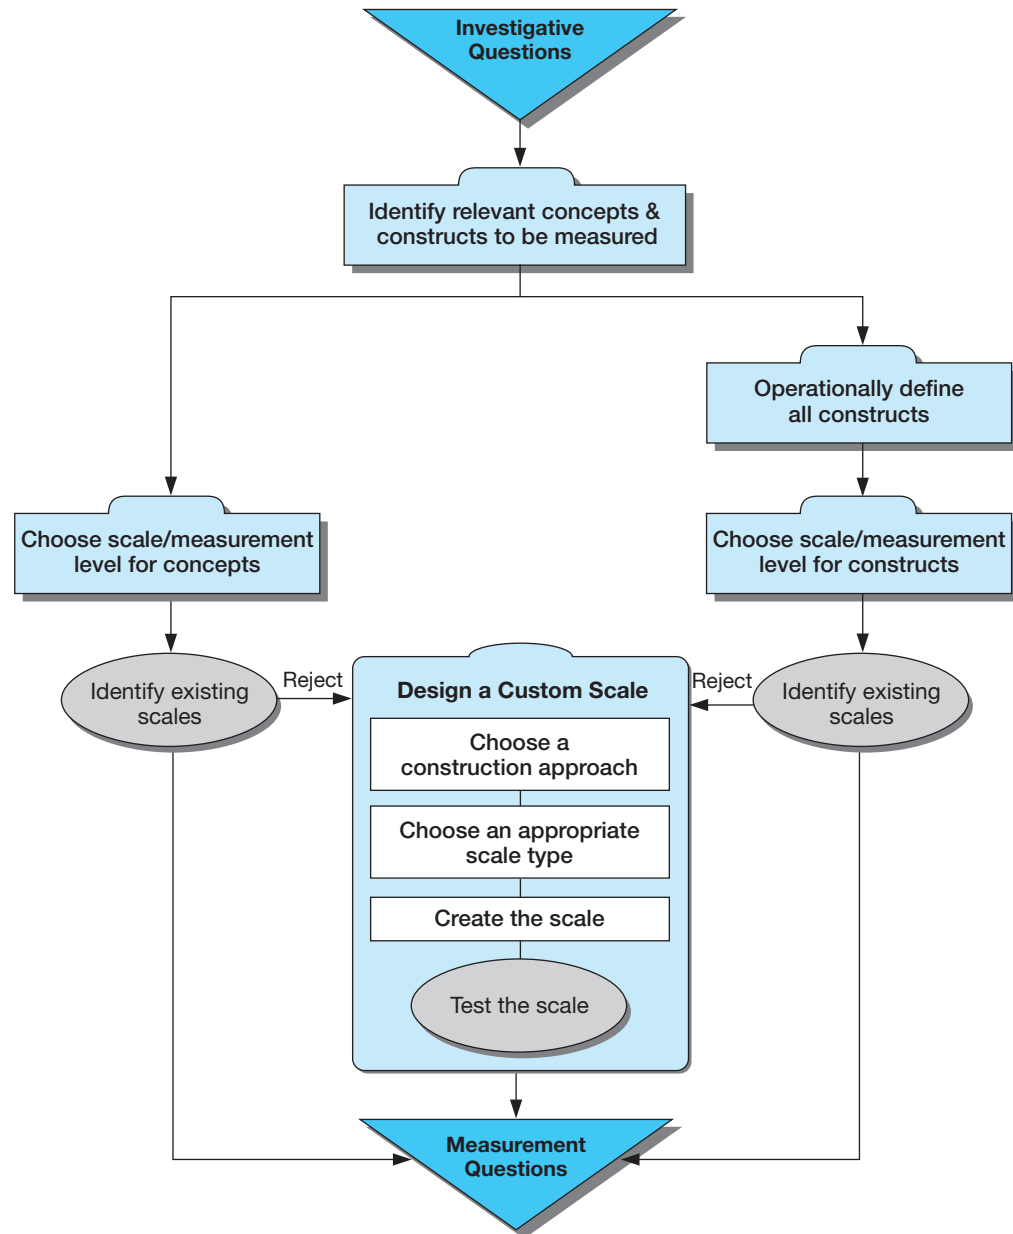 Investigative
Questions
Identify relevant concepts &
constructs to be measured
Operationally define
all constructs
Choose scale/measurement
level for concepts
Choose scale/measurement
level for constructs
Identify existing
scales
Reject
Design a Custom Scale
Choose a
construction approach
Choose an appropriate
scale type
Create the scale
Test the scale
Reject
Identify existing
scales
Measurement
Questions